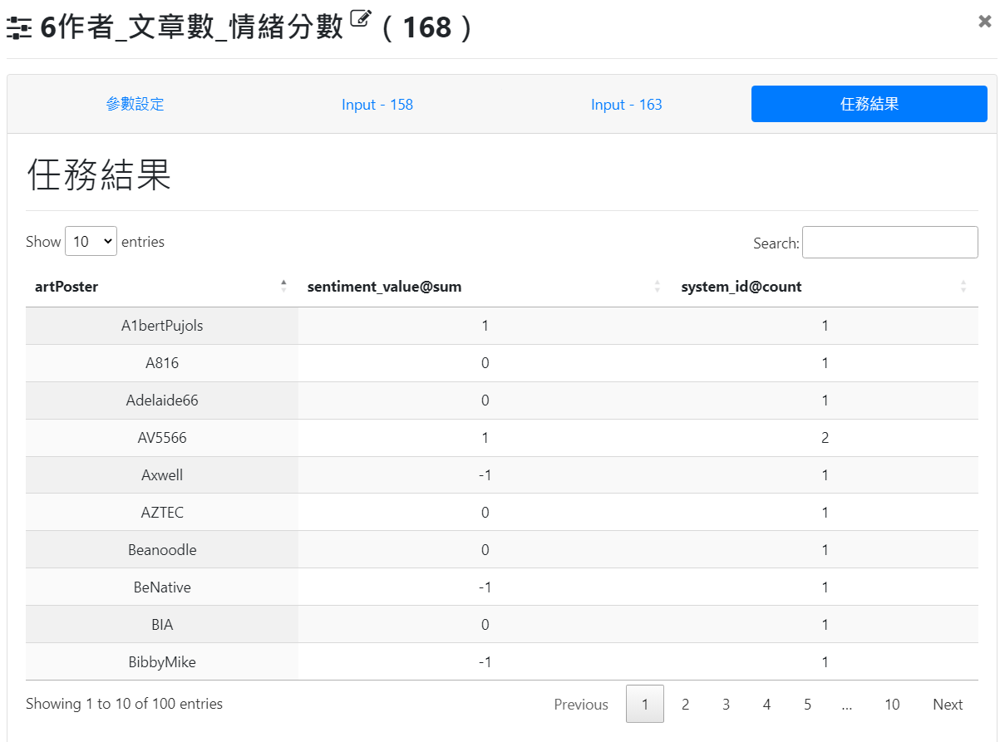 6作者_文章數_情緒分數 ( 168 )
參數設定 Input - 158 Input - 163 任務結果
任務結果
Show 10 entries Search:
artPoster sentiment_value@sum system_id@count
A1bertPujols 1 1
A816 0 1
Adelaide66 0 1
AV5566 1 2
Axwell -1 1
AZTEC 0 1
Beanoodle 0 1
BeNative -1 1
BIA 0 1
BibbyMike -1 1
Showing 1 to 10 of 100 entries Previous 1 2 3 4 5 ... 10 Next